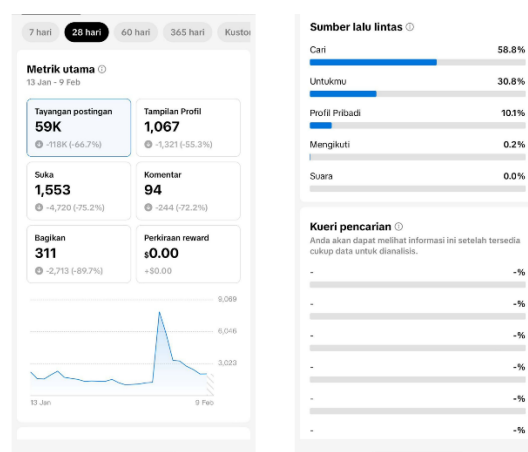 7 hari 28 hari 60 hari 365 hari Kusto
Metrik utama
13 Jan - 9 Feb
Tayangan postingan
59K
-118K (-66.7%)
Tampilan Profil
1,067
-1,321 (-55.3%)
Suka
1,553
-4,720 (-75.2%)
Komentar
94
-244 (-72.2%)
Bagikan
311
-2,713 (-89.7%)
Perkiraan reward
$0.00
+$0.00
9,069
6,046
3,023
13 Jan 9 Feb
Sumber lalu lintas
Cari 58.8%
Untukmu 30.8%
Profil Pribadi 10.1%
Mengikuti 0.2%
Suara 0.0%
Kueri pencarian
Anda akan dapat melihat informasi ini setelah tersedia
cukup data untuk dianalisis.
- -%
- -%
- -%
- -%
- -%
- -%